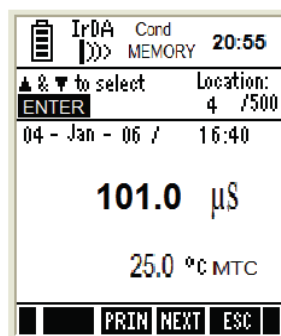 IrDA Cond MEMORY 20:55
▲ & ▼ to select Location:
ENTER 4 /500
04 - Jan - 06 / 16:40
101.0 µS
25.0 °C MTC
PRIN NEXT ESC